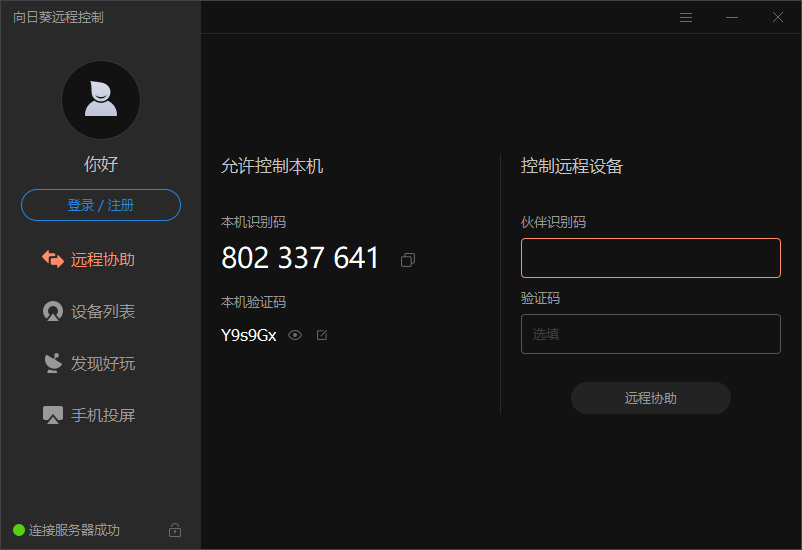 向日葵远程控制
你好
登录 / 注册
远程协助
设备列表
发现好玩
手机投屏
连接服务器成功
允许控制本机
本机识别码
802 337 641
本机验证码
Y9s9Gx
控制远程设备
伙伴识别码
验证码
选填
远程协助